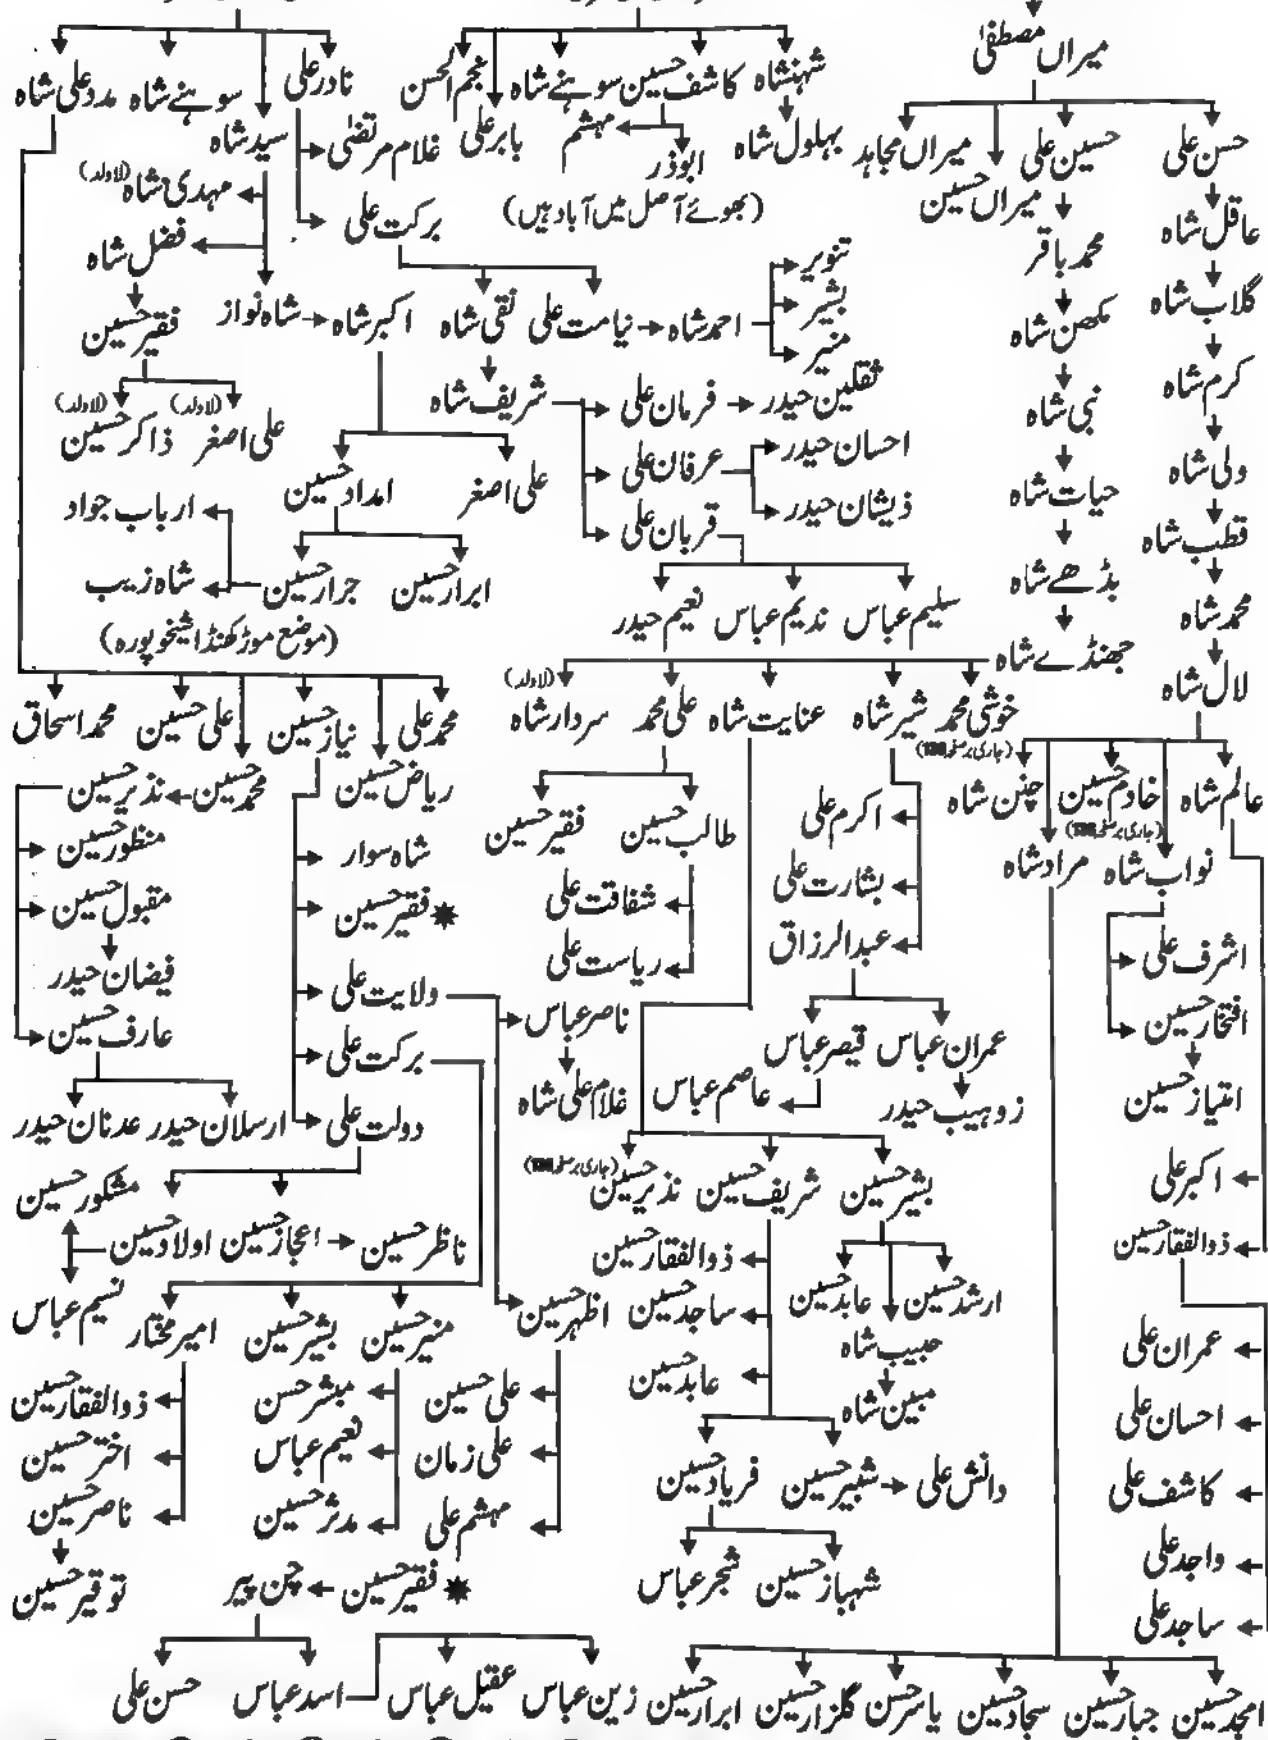 میراں مصطفیٰ
شہنشاہ کاشف حسین سوہنے شاہ نجم الحسن
نادر علی سوہنے شاہ مدد علی شاہ
حسن علی حسین علی میراں مجاہد بہلول شاہ مہشم بابر علی غلام مرتضیٰ سید شاہ
ابوذر
میراں حسین مہدی شاہ (لاولد)
(بھوئے آصل میں آباد ہیں)
عاقل شاہ محمد باقر برکت علی فضل شاہ
تنویر
گلاب شاہ مکھن شاہ بشیر احمد شاہ نیامت علی نقی شاہ اکبر شاہ شاہ نواز فقیر حسین
منیر
کرم شاہ نبی شاہ ثقلین حیدر فرمان علی شریف شاہ
(لاولد) (لاولد)
علی اصغر ذاکر حسین
ولی شاہ حیات شاہ احسان حیدر عرفان علی علی اصغر امداد حسین ارباب جواد
ذیشان حیدر
قطب شاہ بڈھے شاہ قربان علی ابرار حسین جرار حسین شاہ زیب
محمد شاہ سلیم عباس ندیم عباس نعیم حیدر (موضع موڑکھنڈا شیخوپورہ)
لال شاہ جھنڈے شاہ
خوشی محمد شیر شاہ عنایت شاہ علی محمد سردار شاہ (لاولد)
محمد علی نیاز حسین علی حسین محمد اسحاق
(جاری بر صفحہ 136)
عالم شاہ خادم حسین چنن شاہ
(جاری بر صفحہ 136)
ریاض حسین محمد حسین نذیر حسین
نواب شاہ مراد شاہ
اکرم علی طالب حسین فقیر حسین شاہ سوار منظور حسین
بشارت علی شفاقت علی فقیر حسین مقبول حسین
اشرف علی عبدالرزاق ریاست علی ولایت علی فیضان حیدر
افتخار حسین عمران عباس قیصر عباس ناصر عباس برکت علی عارف حسین
امتیاز حسین زوہیب حیدر عاصم عباس غلام علی شاہ دولت علی ارسلان حیدر عدنان حیدر
اکبر علی بشیر حسین شریف حسین نذیر حسین (جاری بر صفحہ 136) مشکور حسین
ذوالفقار حسین ذوالفقار حسین ناظر حسین اعجاز حسین اولاد حسین
ارشد حسین عابد حسین ساجد حسین اظہر حسین نسیم عباس
عمران علی حبیب شاہ عابد حسین منیر حسین بشیر حسین امیر مختار
احسان علی مبین شاہ علی حسین مبشر حسن ذوالفقار حسین
کاشف علی دانش علی شبیر حسین فریاد حسین علی زمان نعیم عباس اختر حسین
واجد علی مہشم علی مدثر حسین ناصر حسین
ساجد علی شہباز حسین شجر عباس فقیر حسین چن پیر توقیر حسین
امجد حسین جبار حسین سجاد حسین یاسر حسن گلزار حسین ابرار حسین زین عباس عقیل عباس اسد عباس حسن علی